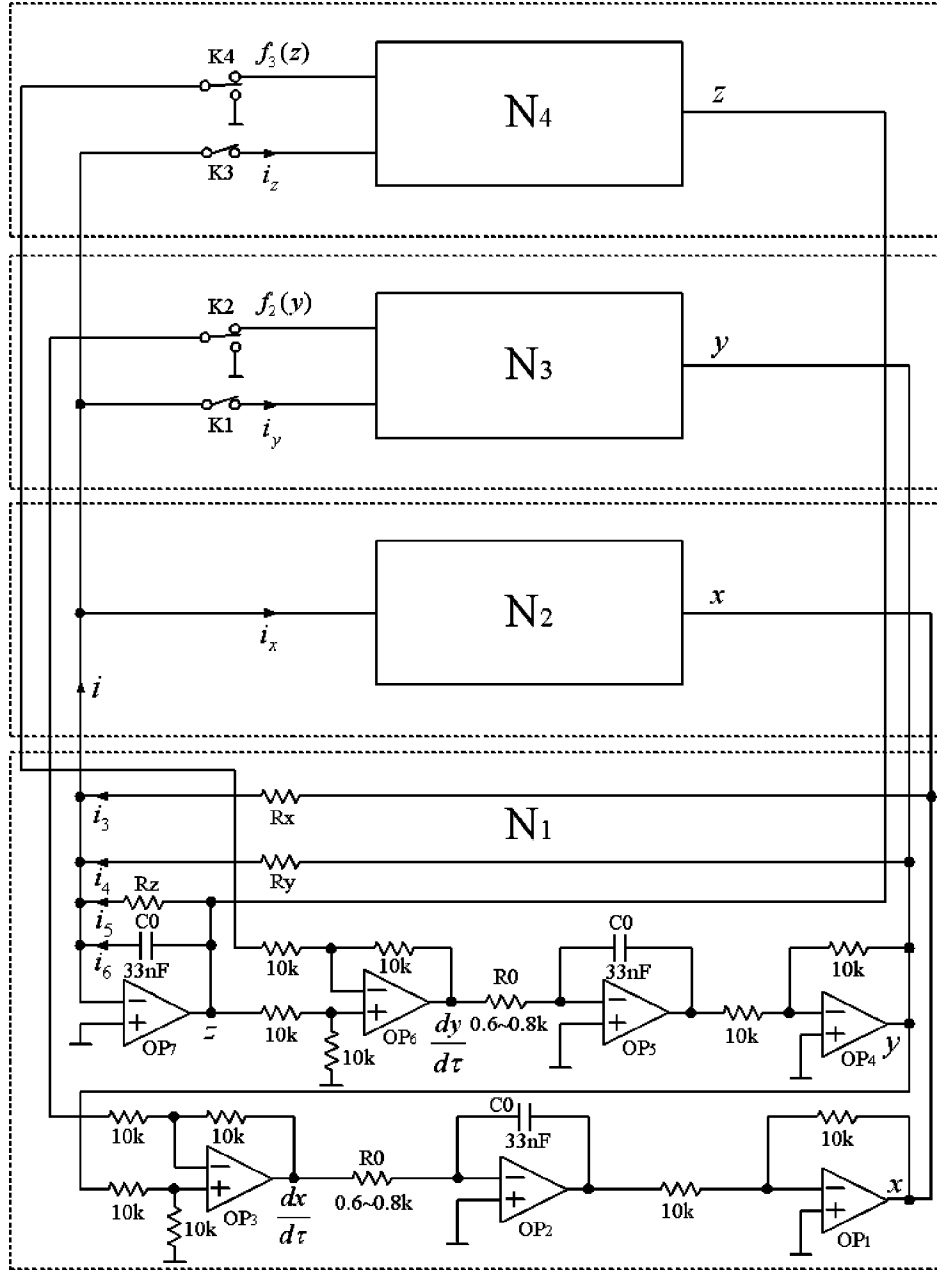 K4 f₃(z)
N₄
z
K3 i_z
K2 f₂(y)
N₃
y
K1 i_y
N₂
x
i_x
i
i₃ Rx
N₁
i₄ Ry
Rz
i₅ C0
i₆ 33nF
10k
10k
C0
33nF
10k
R0
0.6~0.8k
10k
− + OP₇ z
10k
10k
− + OP₆
dy/dτ
− + OP₅
10k
− + OP₄ y
10k
10k
− + OP₃
10k
10k
dx/dτ
R0
0.6~0.8k
C0
33nF
− + OP₂
10k
10k
− + OP₁ x